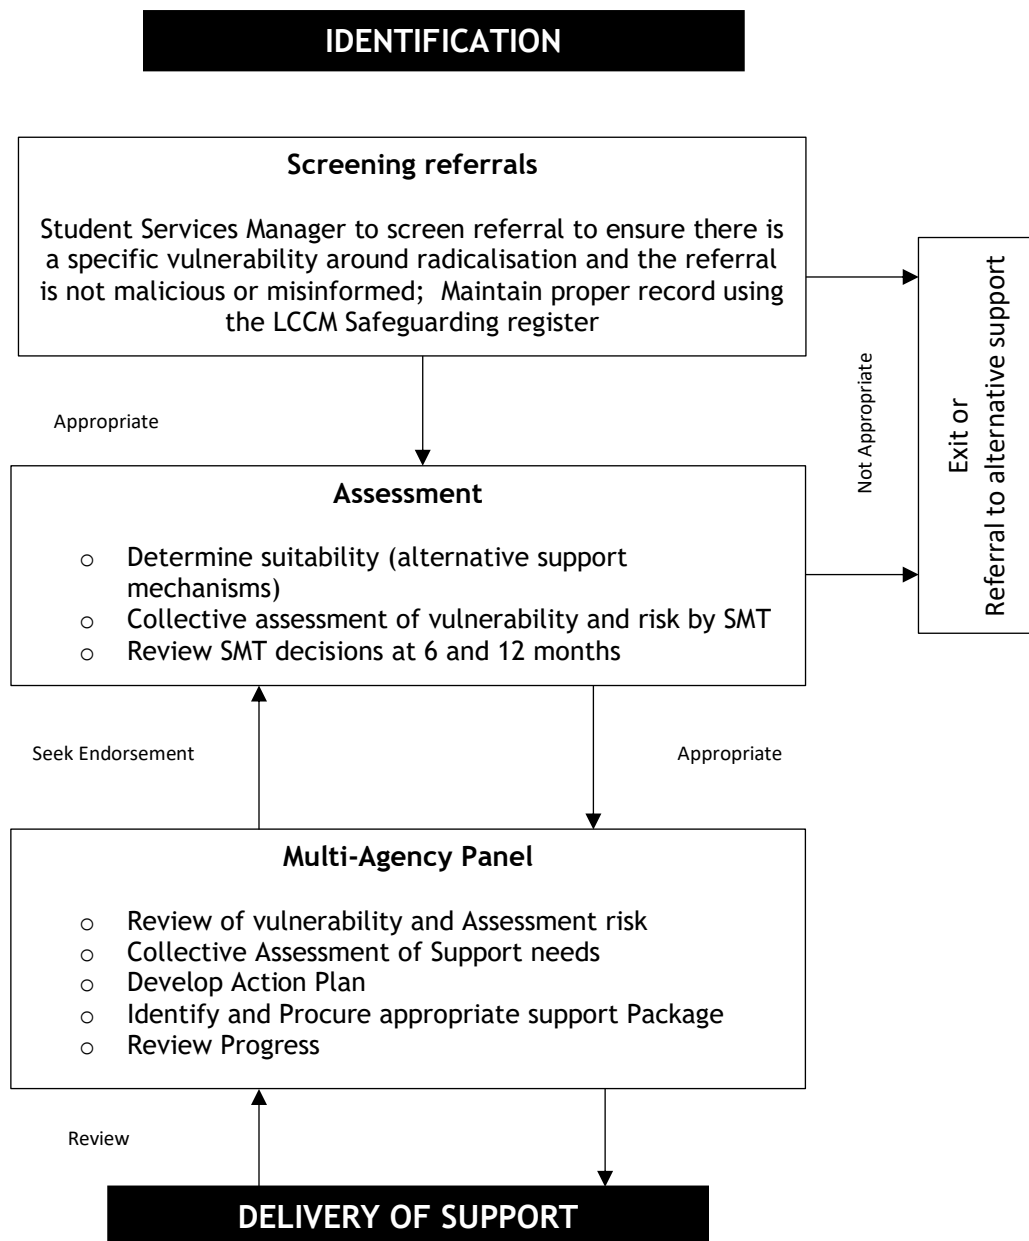 IDENTIFICATION
Screening referrals
Student Services Manager to screen referral to ensure there is
a specific vulnerability around radicalisation and the referral
is not malicious or misinformed;  Maintain proper record using
the LCCM Safeguarding register
Appropriate
Not Appropriate
Exit or
Referral to alternative support
Assessment
o Determine suitability (alternative support
mechanisms)
o Collective assessment of vulnerability and risk by SMT
o Review SMT decisions at 6 and 12 months
Seek Endorsement
Appropriate
Multi-Agency Panel
o Review of vulnerability and Assessment risk
o Collective Assessment of Support needs
o Develop Action Plan
o Identify and Procure appropriate support Package
o Review Progress
Review
DELIVERY OF SUPPORT